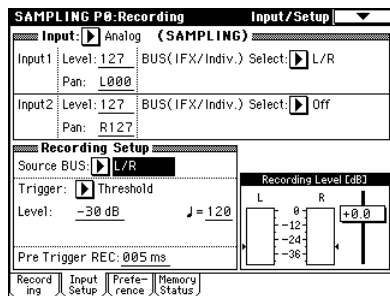 SAMPLING P0:Recording Input/Setup
Input: Analog (SAMPLING)
Input1 Level: 127 BUS(IFX/Indiv.) Select: L/R
Pan: L000
Input2 Level: 127 BUS(IFX/Indiv.) Select: Off
Pan: R127
Recording Setup
Source BUS: L/R
Trigger: Threshold
Level: -30 dB ♩= 120
Pre Trigger REC: 005 ms
Recording Level [dB]
L R
0 +0.0
-12
-24
-36
Recording Input Setup Prefe-rence Memory Status